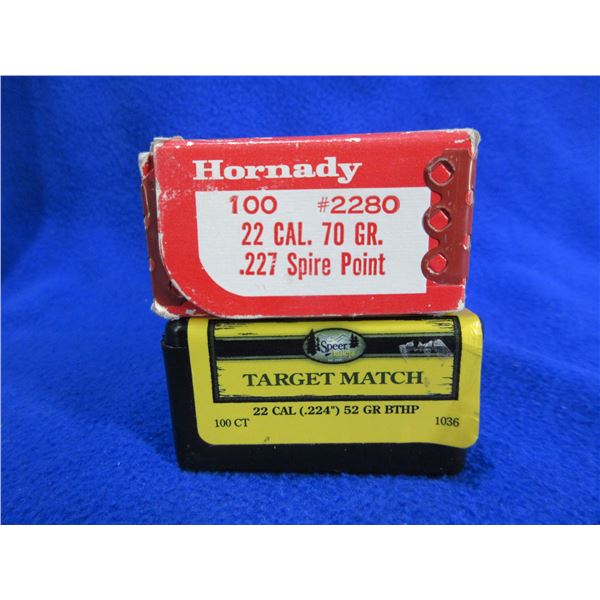 Hornady
100 #2280
22 CAL. 70 GR.
.227 Spire Point
Speer
TARGET MATCH
22 CAL (.224") 52 GR BTHP
100 CT 1036